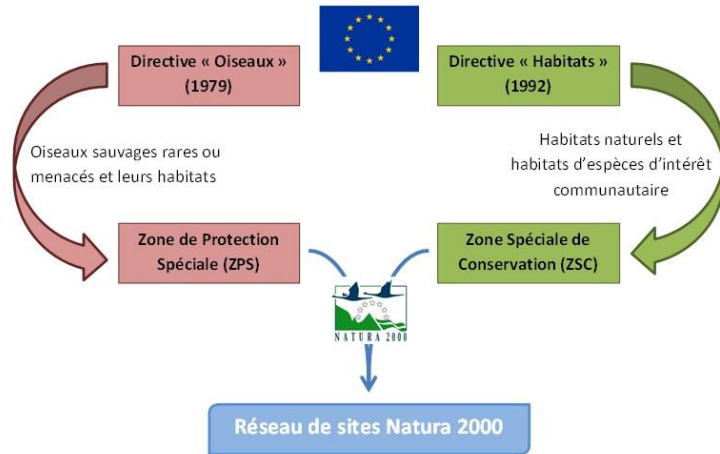 Directive « Oiseaux »
(1979)
Directive « Habitats »
(1992)
Oiseaux sauvages rares ou
menacés et leurs habitats
Habitats naturels et
habitats d’espèces d’intérêt
communautaire
Zone de Protection
Spéciale (ZPS)
Zone Spéciale de
Conservation (ZSC)
NATURA 2000
Réseau de sites Natura 2000